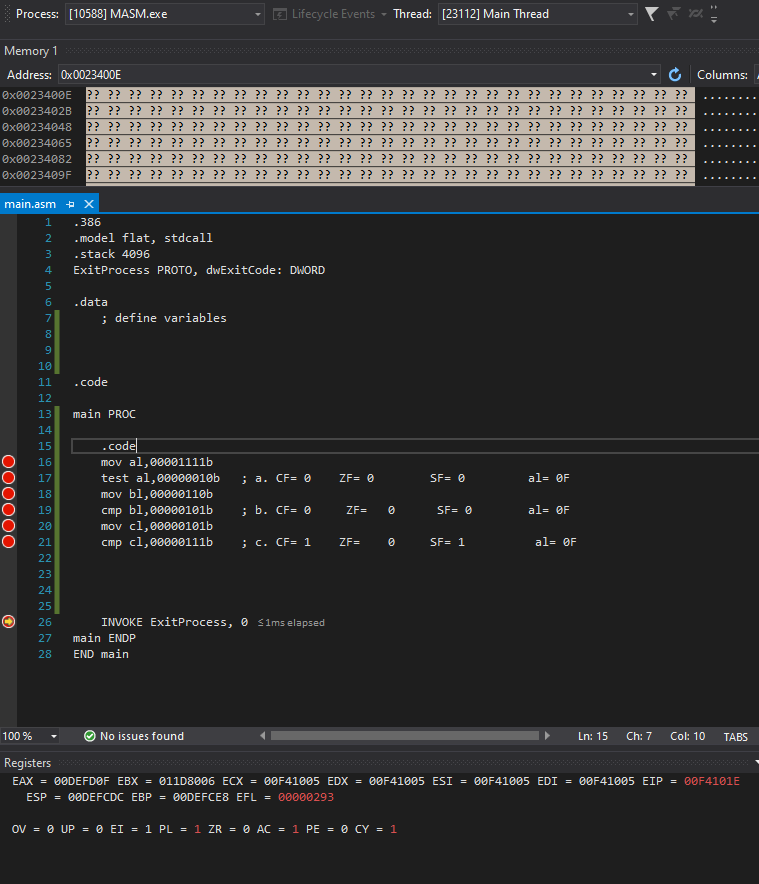 Process: [10588] MASM.exe Lifecycle Events Thread: [23112] Main Thread
Memory 1
Address: 0x0023400E Columns:
0x0023400E ?? ?? ?? ?? ?? ?? ?? ?? ?? ?? ?? ?? ?? ?? ?? ?? ?? ?? ?? ?? ?? ?? ?? ?? ?? ?? ?? ?? ?? ........
0x0023402B ?? ?? ?? ?? ?? ?? ?? ?? ?? ?? ?? ?? ?? ?? ?? ?? ?? ?? ?? ?? ?? ?? ?? ?? ?? ?? ?? ?? ?? ........
0x00234048 ?? ?? ?? ?? ?? ?? ?? ?? ?? ?? ?? ?? ?? ?? ?? ?? ?? ?? ?? ?? ?? ?? ?? ?? ?? ?? ?? ?? ?? ........
0x00234065 ?? ?? ?? ?? ?? ?? ?? ?? ?? ?? ?? ?? ?? ?? ?? ?? ?? ?? ?? ?? ?? ?? ?? ?? ?? ?? ?? ?? ?? ........
0x00234082 ?? ?? ?? ?? ?? ?? ?? ?? ?? ?? ?? ?? ?? ?? ?? ?? ?? ?? ?? ?? ?? ?? ?? ?? ?? ?? ?? ?? ?? ........
0x0023409F ?? ?? ?? ?? ?? ?? ?? ?? ?? ?? ?? ?? ?? ?? ?? ?? ?? ?? ?? ?? ?? ?? ?? ?? ?? ?? ?? ?? ?? ........
main.asm
1 .386
2 .model flat, stdcall
3 .stack 4096
4 ExitProcess PROTO, dwExitCode: DWORD
5
6 .data
7 ; define variables
8
9
10
11 .code
12
13 main PROC
14
15 .code
16 mov al,00001111b
17 test al,00000010b ; a. CF= 0 ZF= 0 SF= 0 al= 0F
18 mov bl,00000110b
19 cmp bl,00000101b ; b. CF= 0 ZF= 0 SF= 0 al= 0F
20 mov cl,00000101b
21 cmp cl,00000111b ; c. CF= 1 ZF= 0 SF= 1 al= 0F
22
23
24
25
26 INVOKE ExitProcess, 0 ≤1ms elapsed
27 main ENDP
28 END main
100 % No issues found Ln: 15 Ch: 7 Col: 10 TABS
Registers
EAX = 00DEFD0F EBX = 011D8006 ECX = 00F41005 EDX = 00F41005 ESI = 00F41005 EDI = 00F41005 EIP = 00F4101E
ESP = 00DEFCDC EBP = 00DEFCE8 EFL = 00000293
OV = 0 UP = 0 EI = 1 PL = 1 ZR = 0 AC = 1 PE = 0 CY = 1